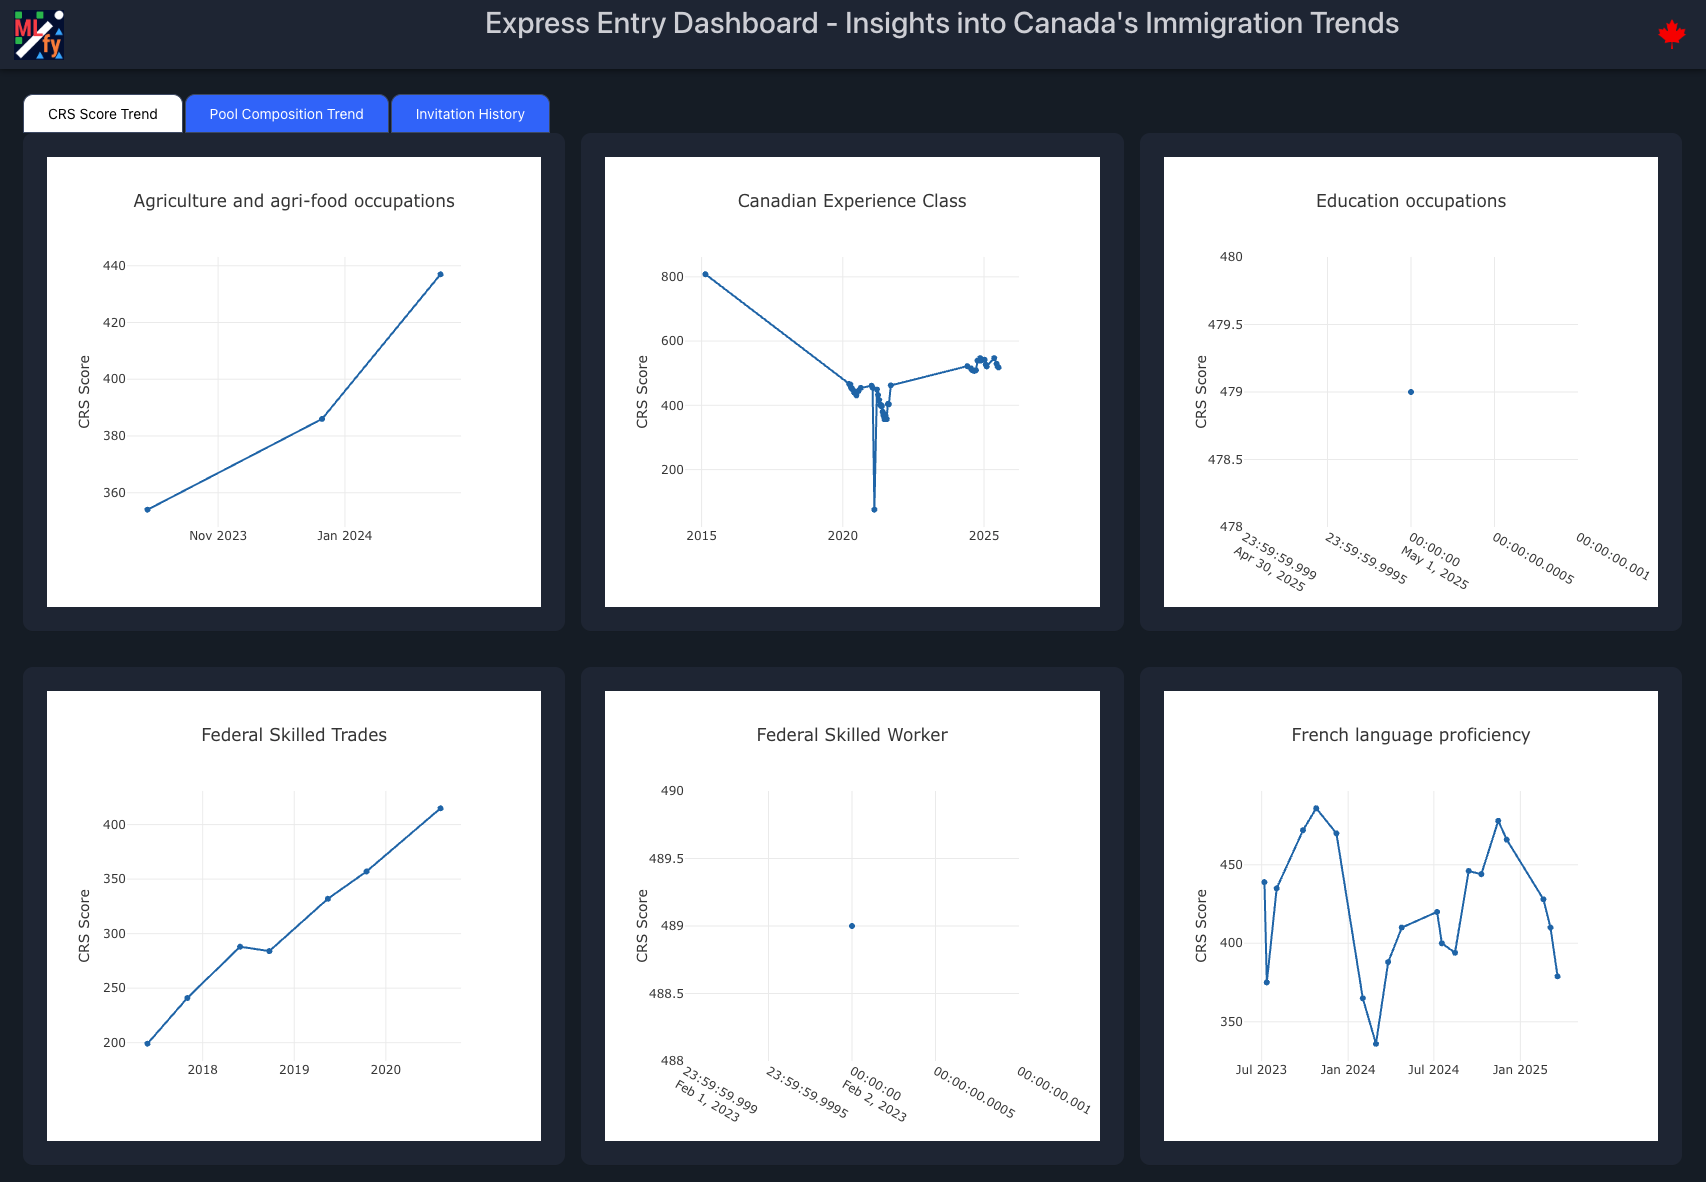 ML
fy
Express Entry Dashboard - Insights into Canada's Immigration Trends
CRS Score Trend
Pool Composition Trend
Invitation History
Agriculture and agri-food occupations
440
420
400
380
360
CRS Score
Nov 2023
Jan 2024
Canadian Experience Class
800
600
400
200
CRS Score
2015
2020
2025
Education occupations
480
479.5
479
478.5
478
CRS Score
23:59:59.999
Apr 30, 2025
23:59:59.9995
00:00:00
May 1, 2025
00:00:00.0005
00:00:00.001
Federal Skilled Trades
400
350
300
250
200
CRS Score
2018
2019
2020
Federal Skilled Worker
490
489.5
489
488.5
488
CRS Score
23:59:59.999
Feb 1, 2023
23:59:59.9995
00:00:00
Feb 2, 2023
00:00:00.0005
00:00:00.001
French language proficiency
450
400
350
CRS Score
Jul 2023
Jan 2024
Jul 2024
Jan 2025